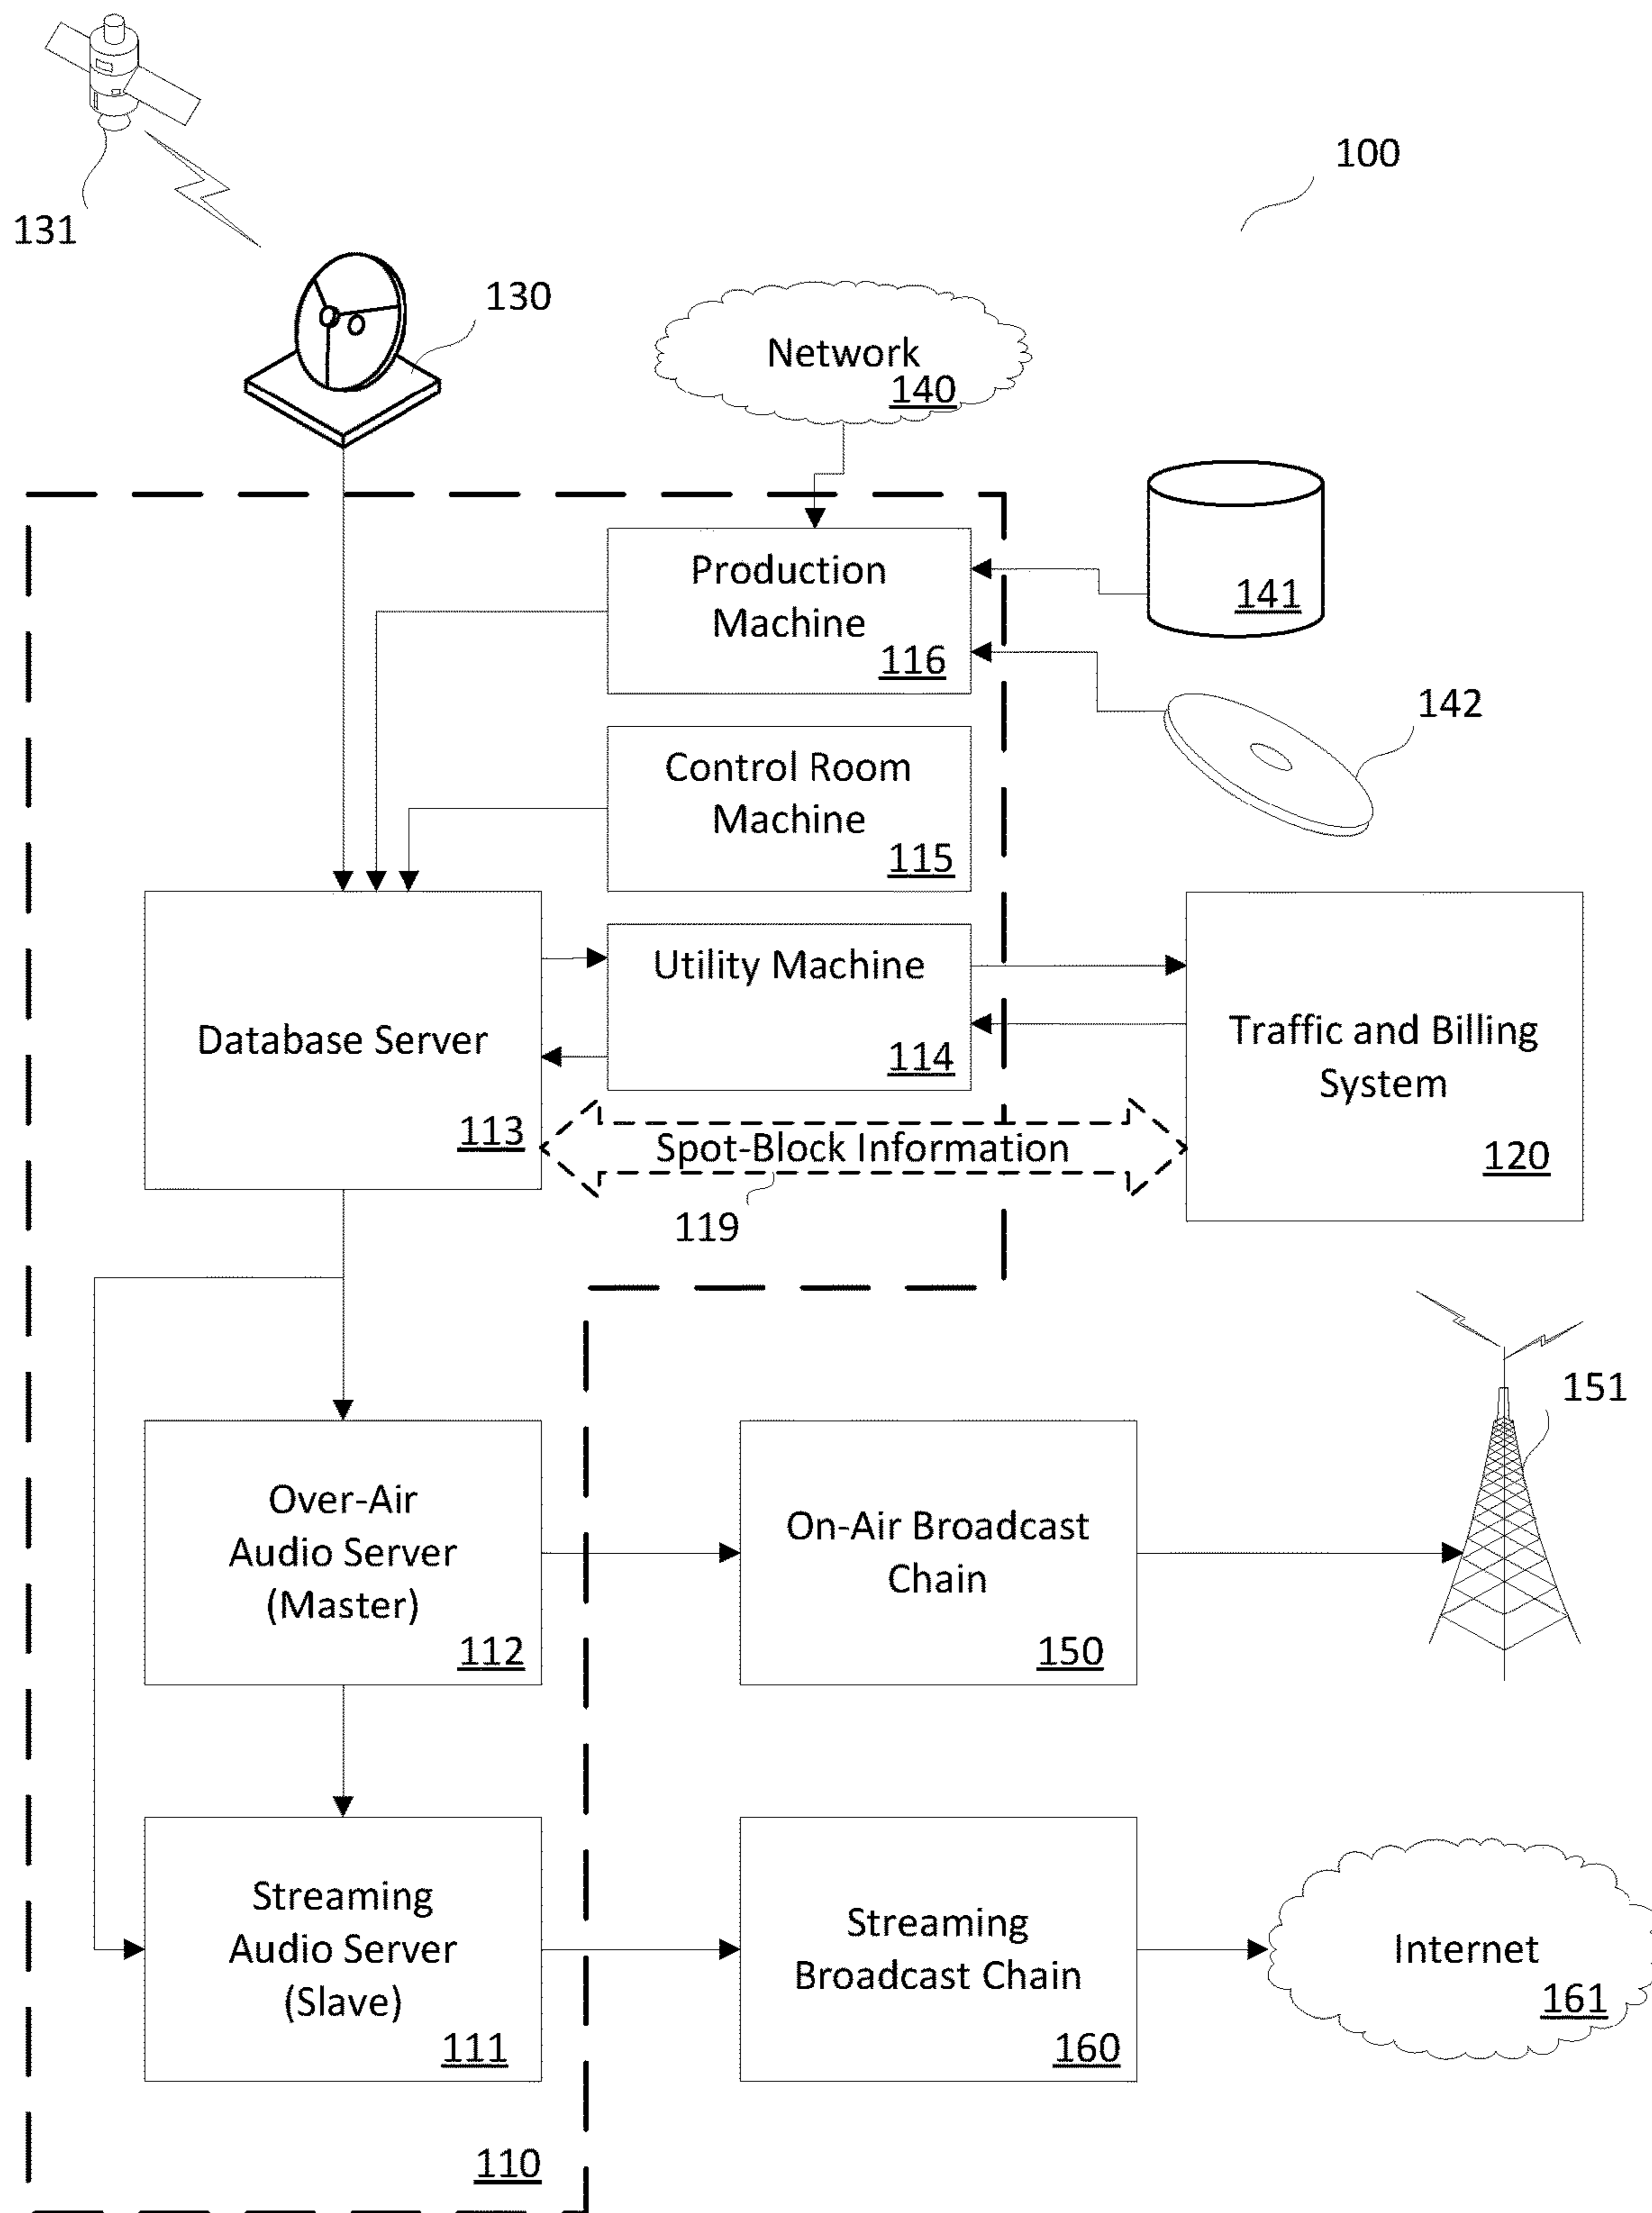 100
131
130
Network
140
Production
Machine
116
141
142
Control Room
Machine
115
Database Server
113
Utility Machine
114
Traffic and Billing
System
120
Spot-Block Information
119
151
Over-Air
Audio Server
(Master)
112
On-Air Broadcast
Chain
150
Streaming
Audio Server
(Slave)
111
Streaming
Broadcast Chain
160
Internet
161
110